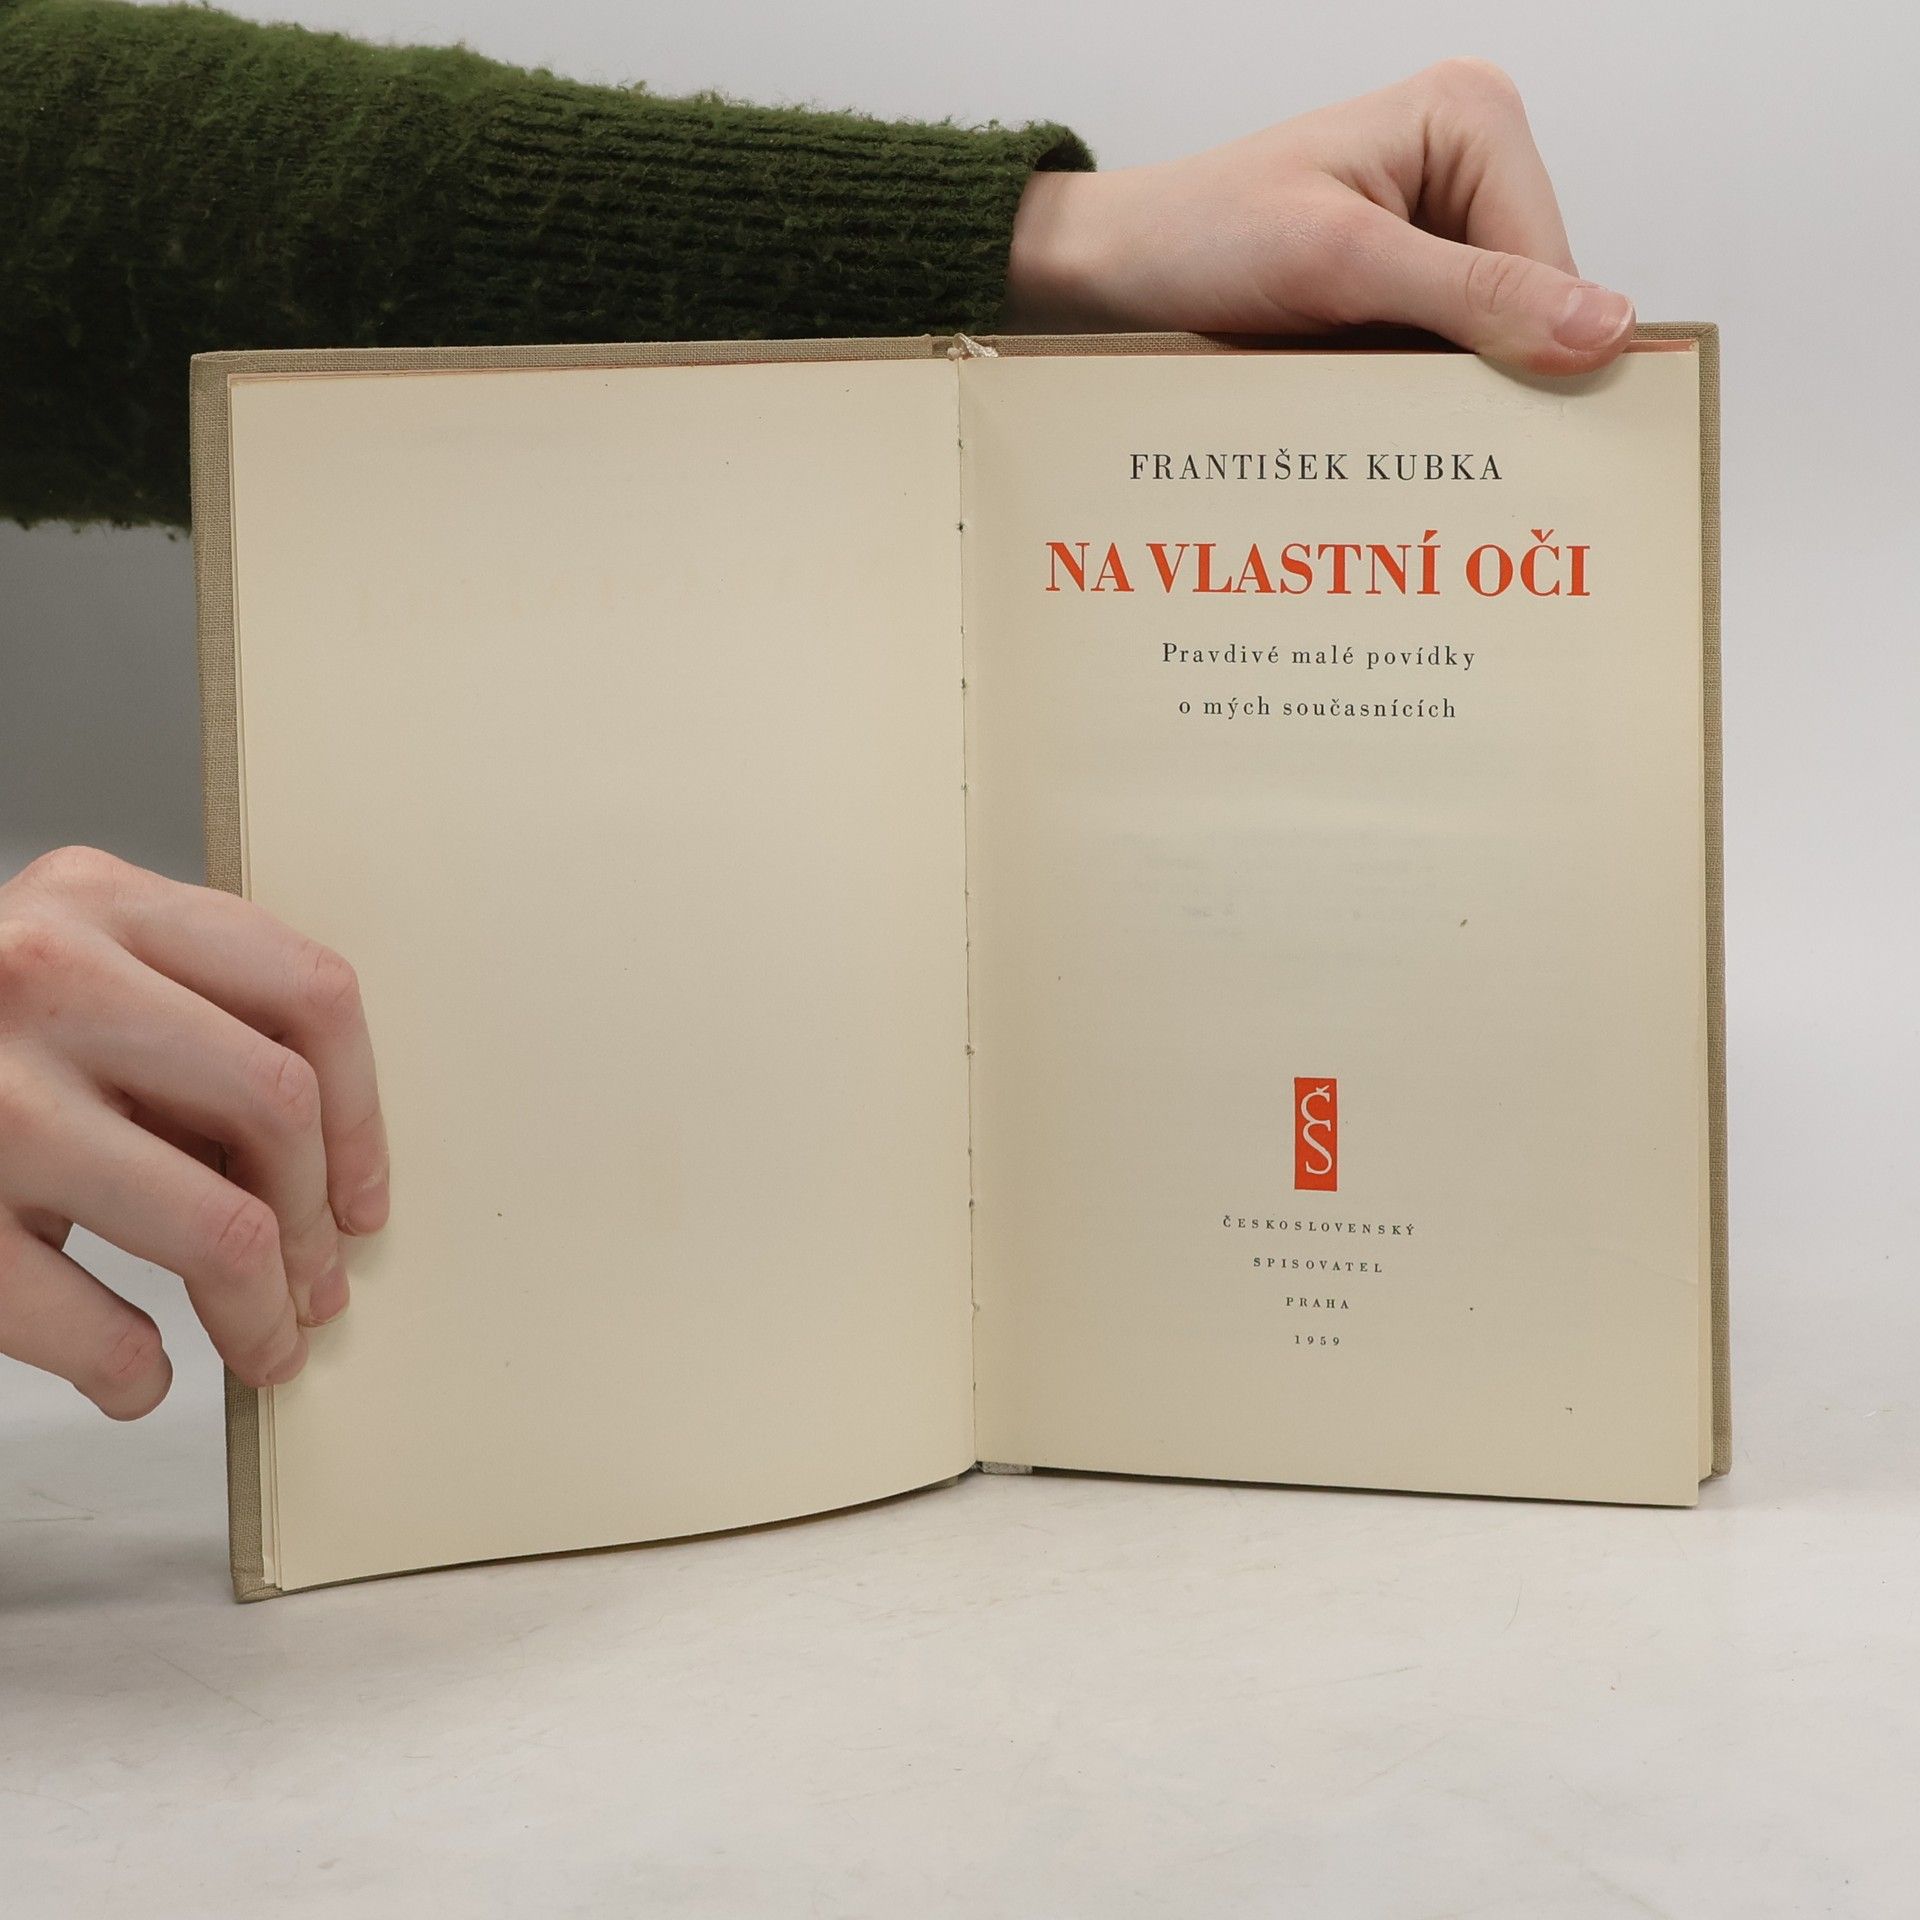 FRANTIŠEK KUBKA
NA VLASTNÍ OČI
Pravdivé malé povídky
o mých současnících
ČS
ČESKOSLOVENSKÝ
SPISOVATEL
PRAHA
1959